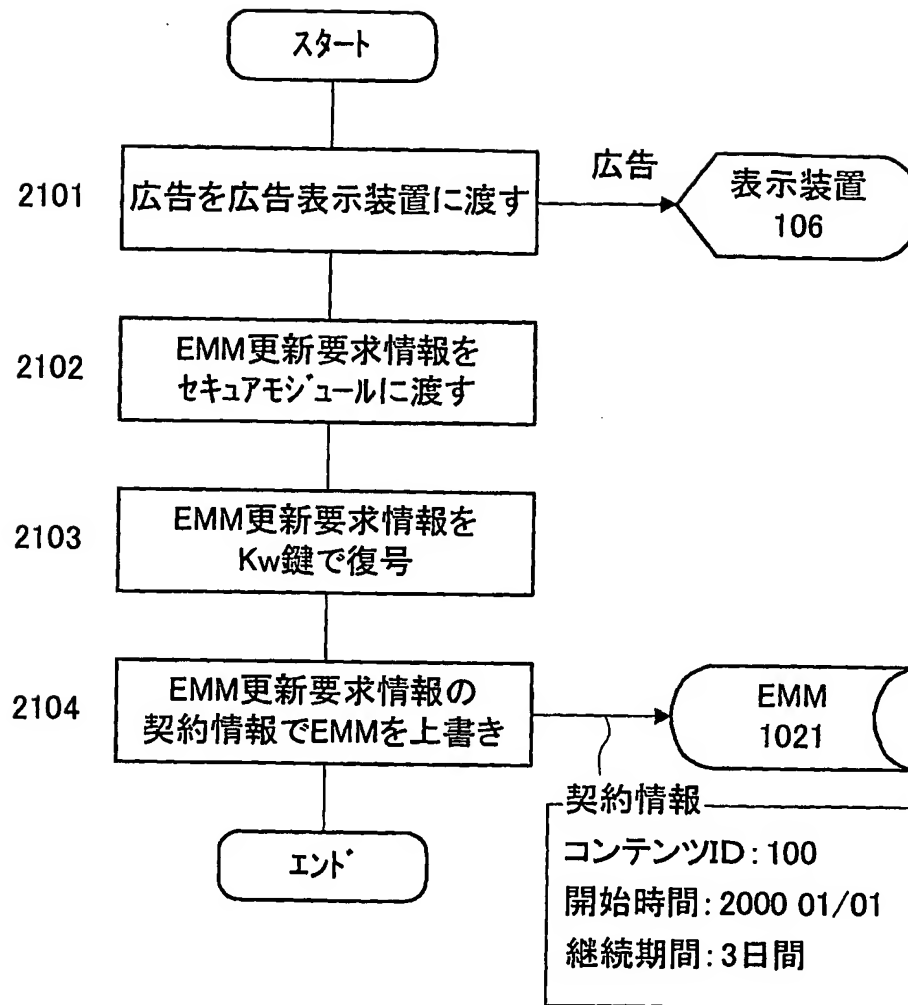 スタート
2101
広告を広告表示装置に渡す
広告
表示装置
106
2102
EMM更新要求情報を
セキュアモジュールに渡す
2103
EMM更新要求情報を
Kw鍵で復号
2104
EMM更新要求情報の
契約情報でEMMを上書き
EMM
1021
エンド
契約情報
コンテンツID:100
開始時間:2000 01/01
継続期間:3日間